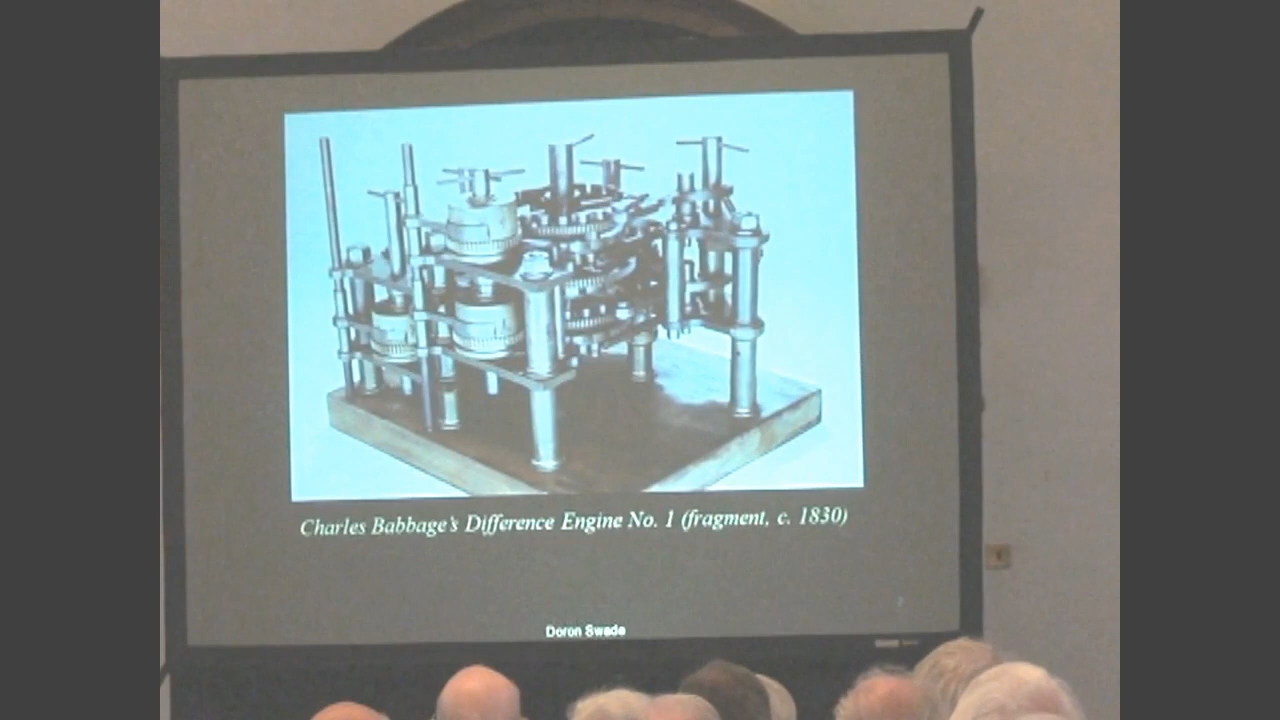 Charles Babbage's Difference Engine No. 1 (fragment, c. 1830)
Doron Swade